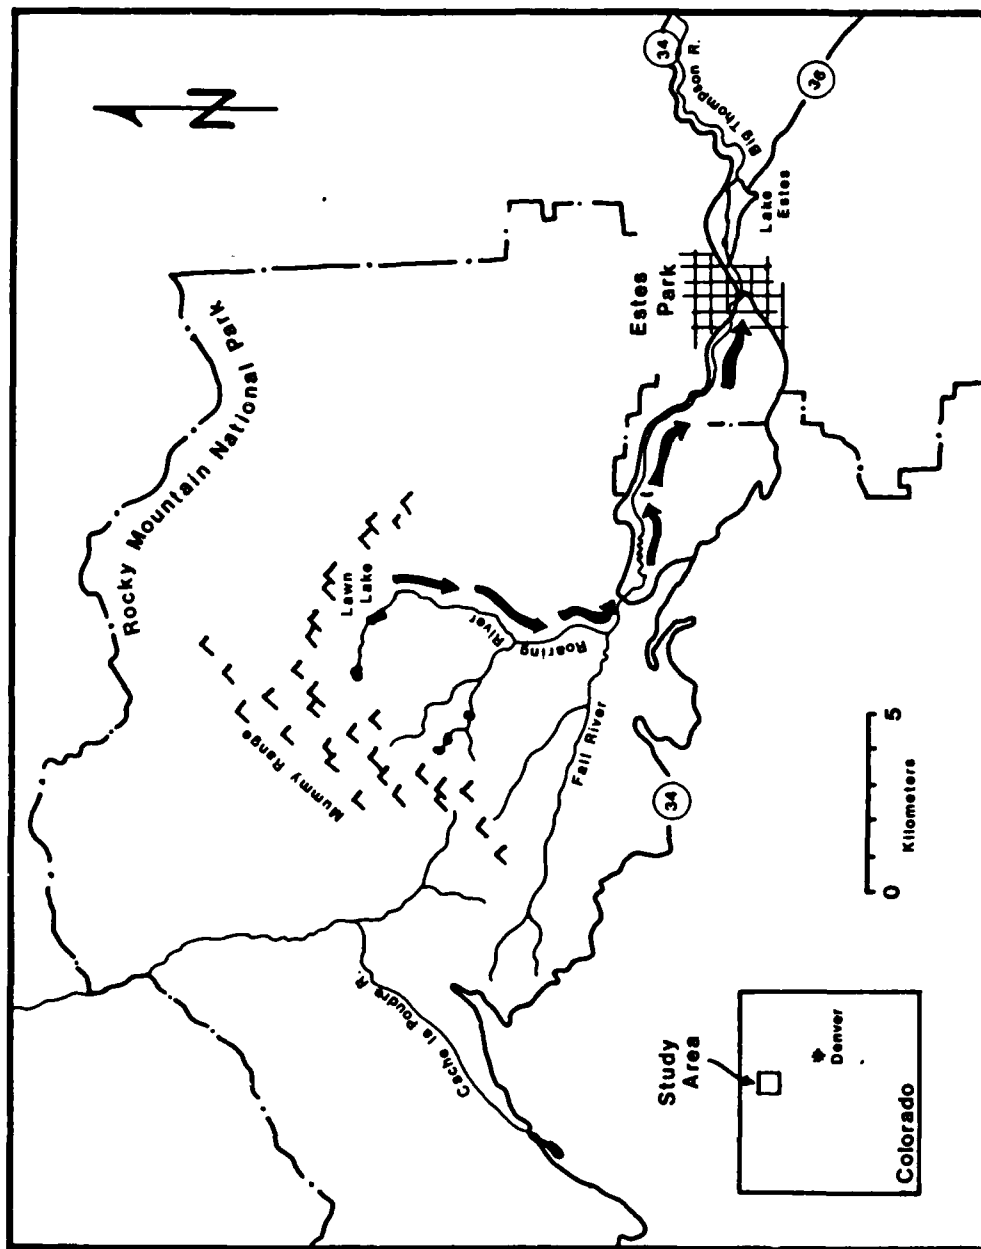 N
34
Big Thompson R.
36
Lake
Estes
Estes
Park
Rocky Mountain National Park
Lawn
Lake
Roaring
River
Mummy Range
Fall River
34
Cache la Poudre R.
0 5
Kilometers
Study
Area
Denver
Colorado